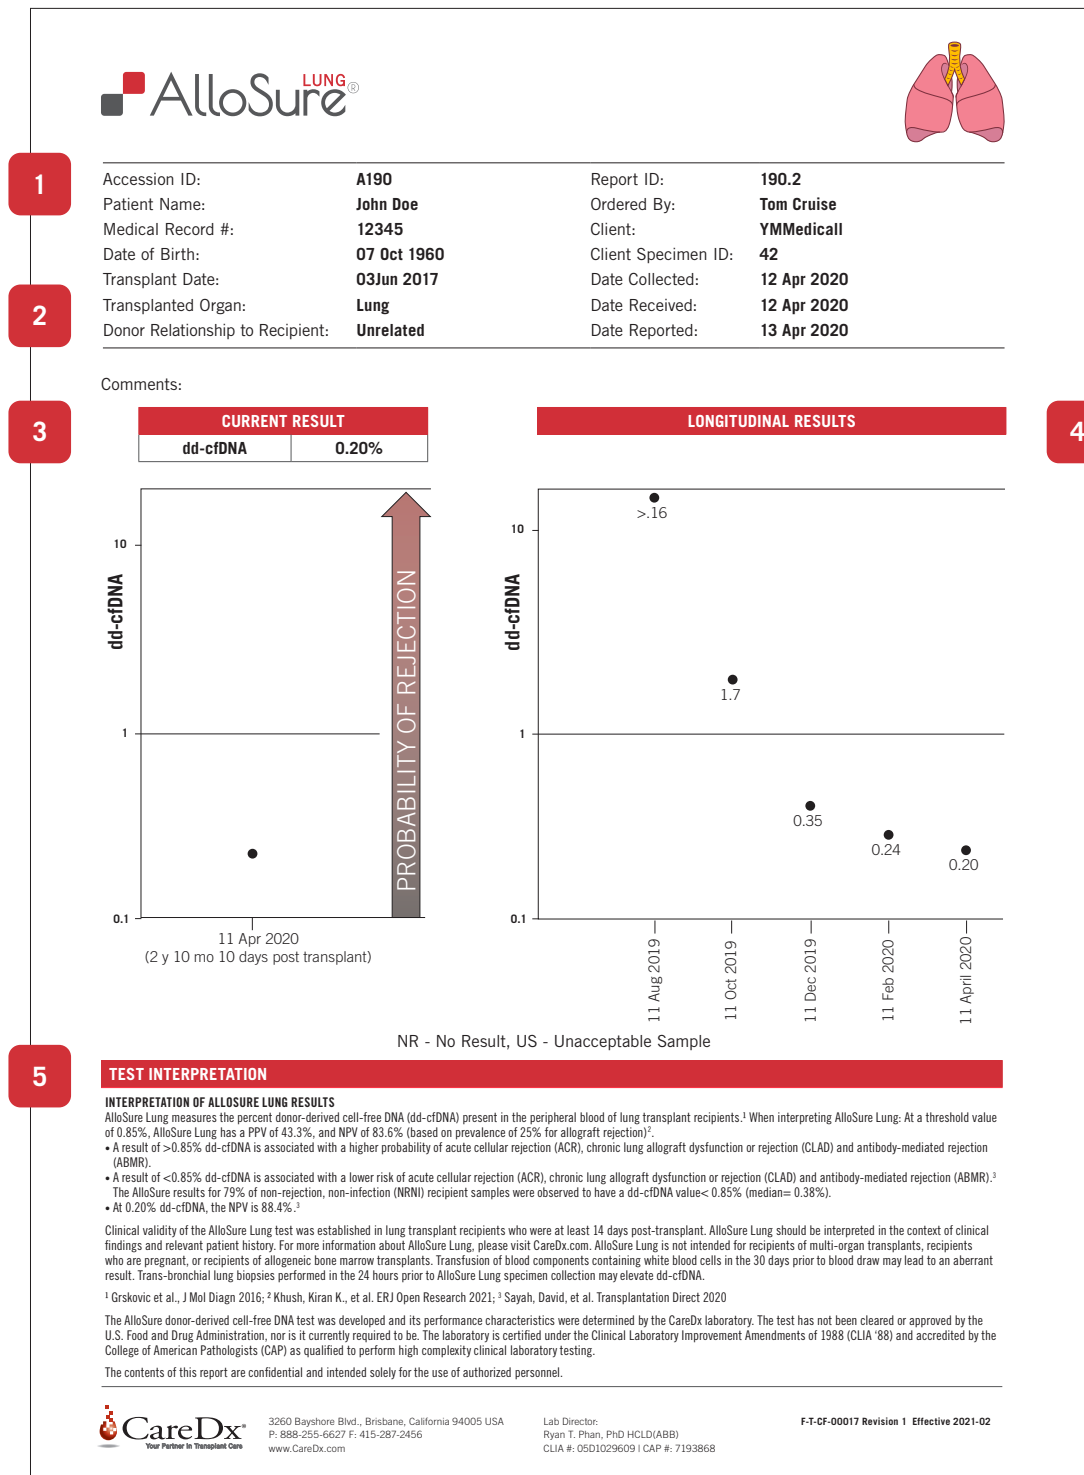 AlloSure LUNG®
1
Accession ID: A190 Report ID: 190.2
Patient Name: John Doe Ordered By: Tom Cruise
Medical Record #: 12345 Client: YMMedicall
Date of Birth: 07 Oct 1960 Client Specimen ID: 42
Transplant Date: 03Jun 2017 Date Collected: 12 Apr 2020
2
Transplanted Organ: Lung Date Received: 12 Apr 2020
Donor Relationship to Recipient: Unrelated Date Reported: 13 Apr 2020
Comments:
3
CURRENT RESULT
dd-cfDNA 0.20%
10
1
0.1
dd-cfDNA
PROBABILITY OF REJECTION
11 Apr 2020
(2 y 10 mo 10 days post transplant)
LONGITUDINAL RESULTS
4
10
1
0.1
dd-cfDNA
>.16
1.7
0.35
0.24
0.20
11 Aug 2019
11 Oct 2019
11 Dec 2019
11 Feb 2020
11 April 2020
NR - No Result, US - Unacceptable Sample
5
TEST INTERPRETATION
INTERPRETATION OF ALLOSURE LUNG RESULTS
AlloSure Lung measures the percent donor-derived cell-free DNA (dd-cfDNA) present in the peripheral blood of lung transplant recipients.¹ When interpreting AlloSure Lung: At a threshold value
of 0.85%, AlloSure Lung has a PPV of 43.3%, and NPV of 83.6% (based on prevalence of 25% for allograft rejection)².
• A result of >0.85% dd-cfDNA is associated with a higher probability of acute cellular rejection (ACR), chronic lung allograft dysfunction or rejection (CLAD) and antibody-mediated rejection
(ABMR).
• A result of <0.85% dd-cfDNA is associated with a lower risk of acute cellular rejection (ACR), chronic lung allograft dysfunction or rejection (CLAD) and antibody-mediated rejection (ABMR).³
The AlloSure results for 79% of non-rejection, non-infection (NRNI) recipient samples were observed to have a dd-cfDNA value< 0.85% (median= 0.38%).
• At 0.20% dd-cfDNA, the NPV is 88.4%.³
Clinical validity of the AlloSure Lung test was established in lung transplant recipients who were at least 14 days post-transplant. AlloSure Lung should be interpreted in the context of clinical
findings and relevant patient history. For more information about AlloSure Lung, please visit CareDx.com. AlloSure Lung is not intended for recipients of multi-organ transplants, recipients
who are pregnant, or recipients of allogeneic bone marrow transplants. Transfusion of blood components containing white blood cells in the 30 days prior to blood draw may lead to an aberrant
result. Trans-bronchial lung biopsies performed in the 24 hours prior to AlloSure Lung specimen collection may elevate dd-cfDNA.
¹ Grskovic et al., J Mol Diagn 2016; ² Khush, Kiran K., et al. ERJ Open Research 2021; ³ Sayah, David, et al. Transplantation Direct 2020
The AlloSure donor-derived cell-free DNA test was developed and its performance characteristics were determined by the CareDx laboratory. The test has not been cleared or approved by the
U.S. Food and Drug Administration, nor is it currently required to be. The laboratory is certified under the Clinical Laboratory Improvement Amendments of 1988 (CLIA ‘88) and accredited by the
College of American Pathologists (CAP) as qualified to perform high complexity clinical laboratory testing.
The contents of this report are confidential and intended solely for the use of authorized personnel.
CareDx®
Your Partner in Transplant Care
3260 Bayshore Blvd., Brisbane, California 94005 USA
P: 888-255-6627 F: 415-287-2456
www.CareDx.com
Lab Director:
Ryan T. Phan, PhD HCLD(ABB)
CLIA #: 05D1029609 | CAP #: 7193868
F-T-CF-00017 Revision 1 Effective 2021-02